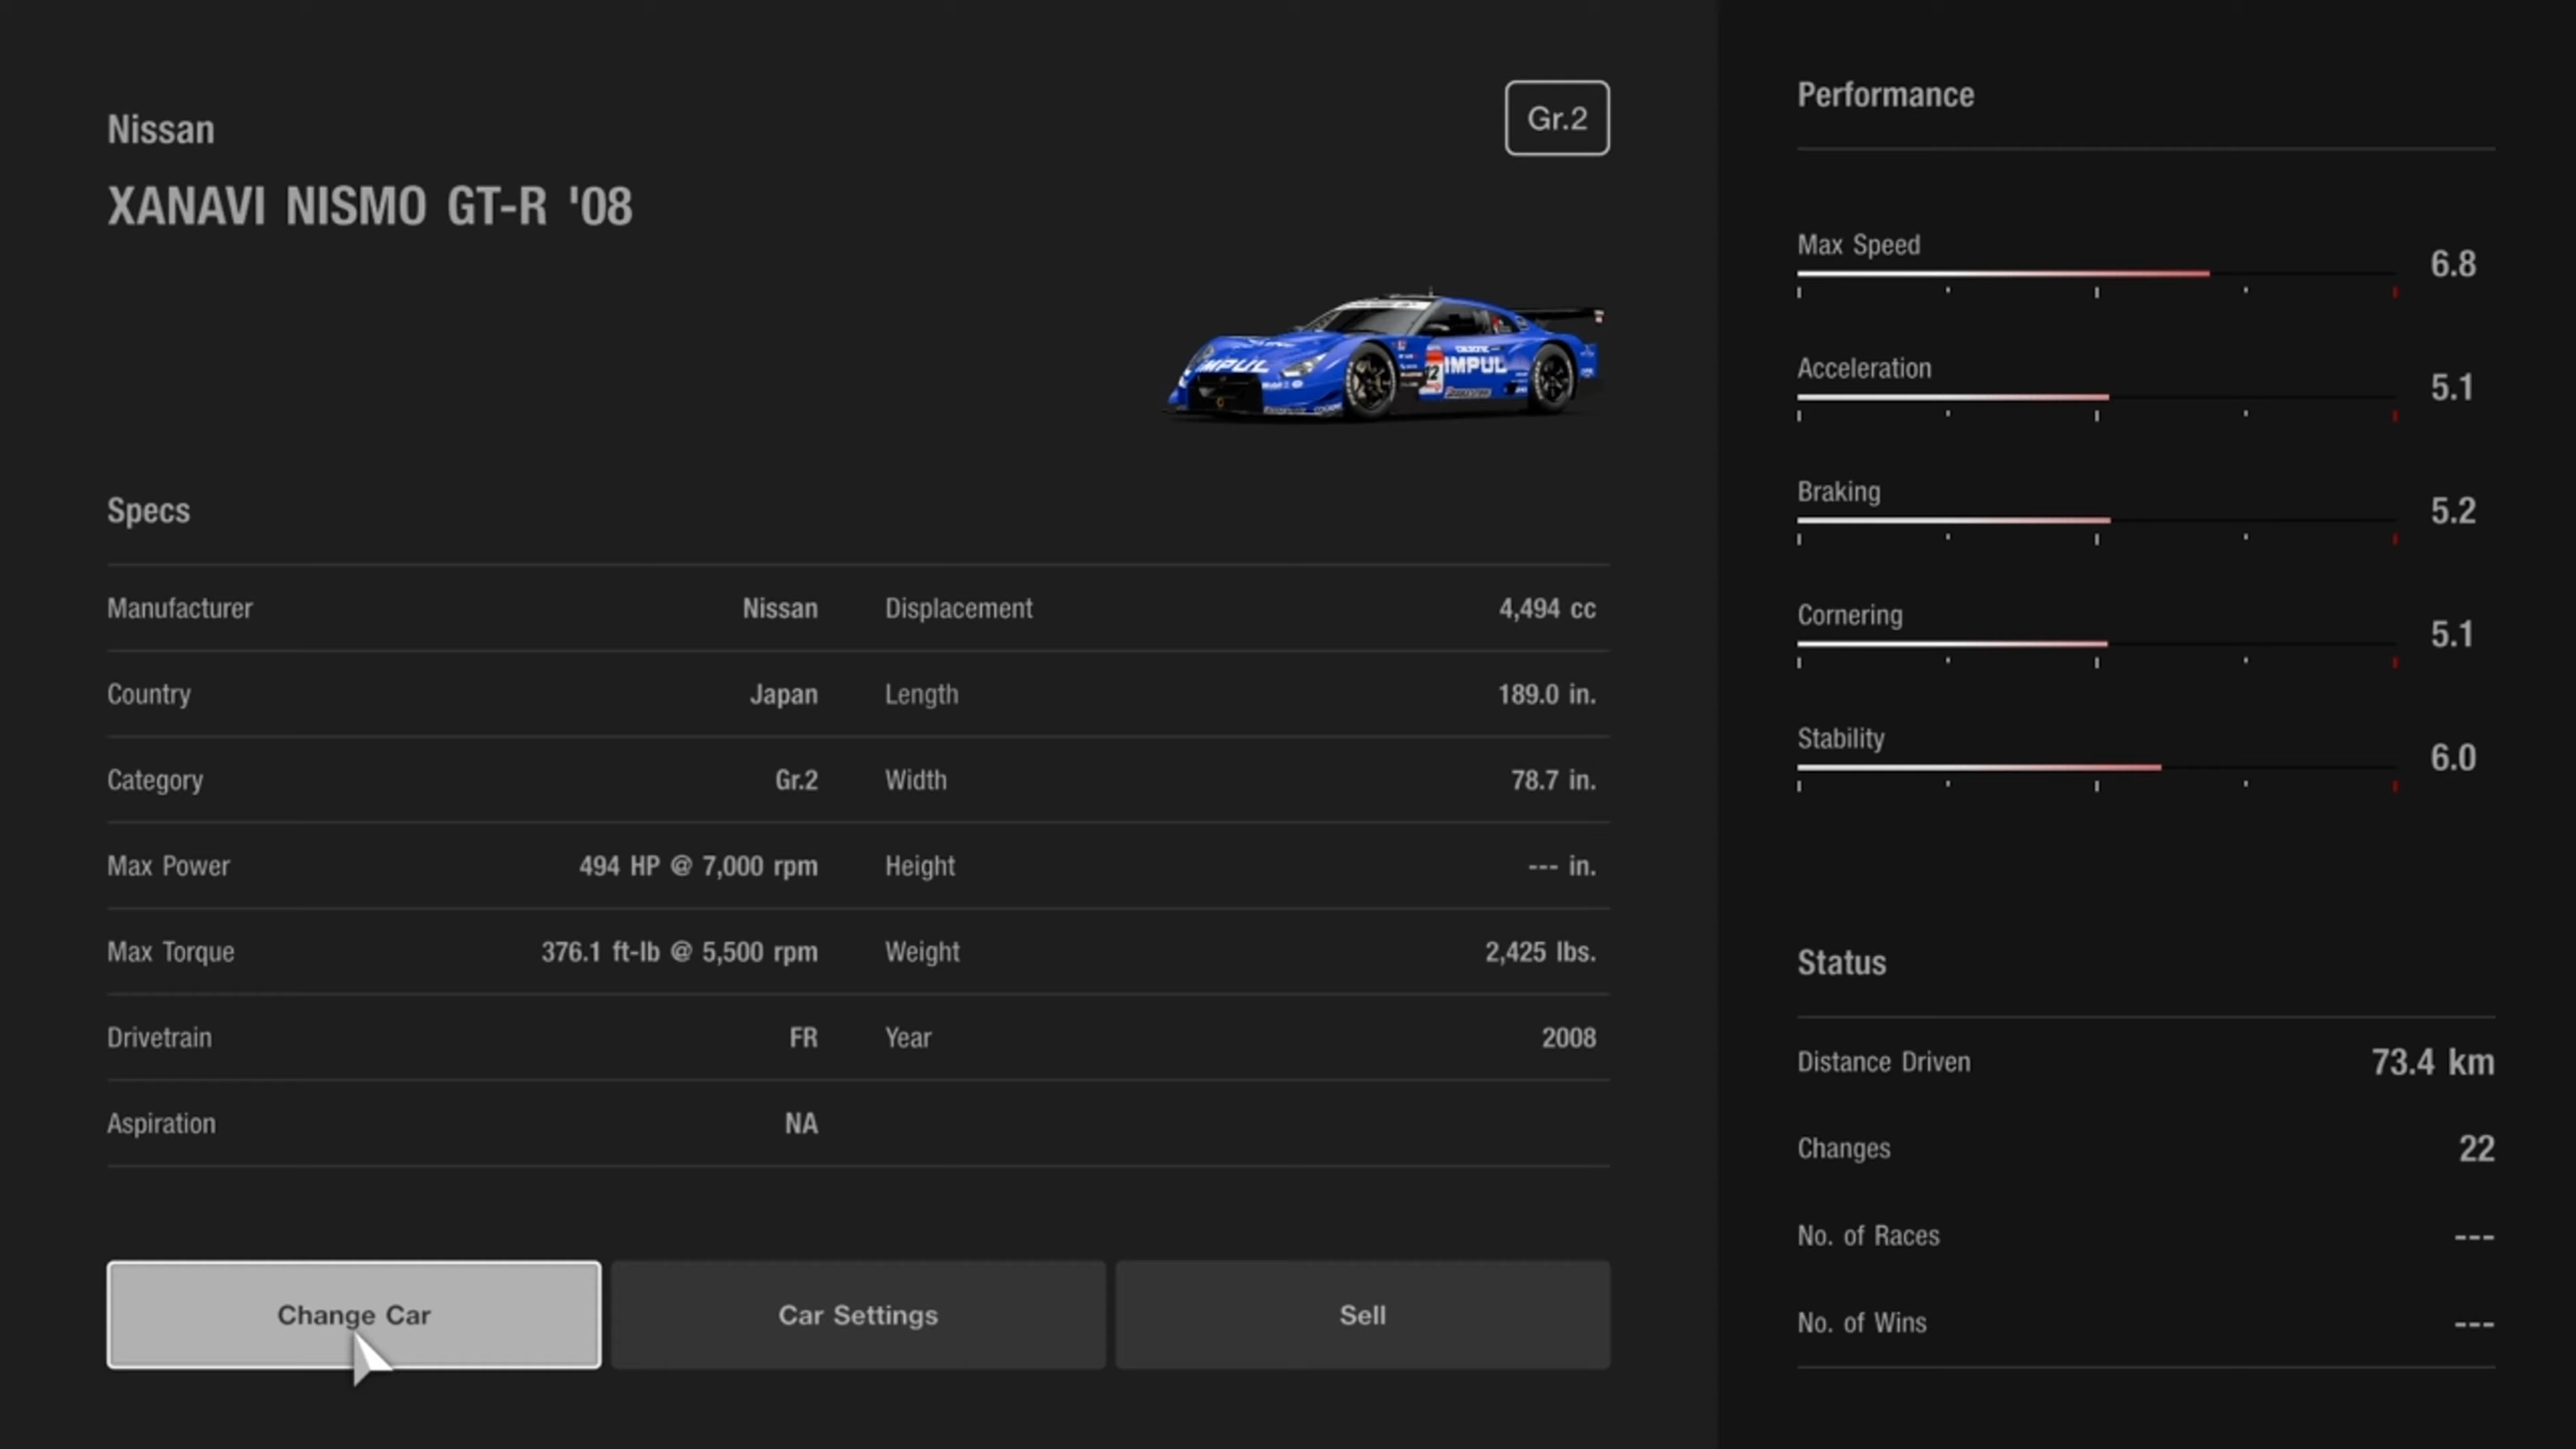 Nissan
Gr.2
XANAVI NISMO GT-R '08
IMPUL
IMPUL
Specs
Manufacturer Nissan Displacement 4,494 cc
Country Japan Length 189.0 in.
Category Gr.2 Width 78.7 in.
Max Power 494 HP @ 7,000 rpm Height --- in.
Max Torque 376.1 ft-lb @ 5,500 rpm Weight 2,425 lbs.
Drivetrain FR Year 2008
Aspiration NA
Change Car Car Settings Sell
Performance
Max Speed 6.8
Acceleration 5.1
Braking 5.2
Cornering 5.1
Stability 6.0
Status
Distance Driven 73.4 km
Changes 22
No. of Races ---
No. of Wins ---